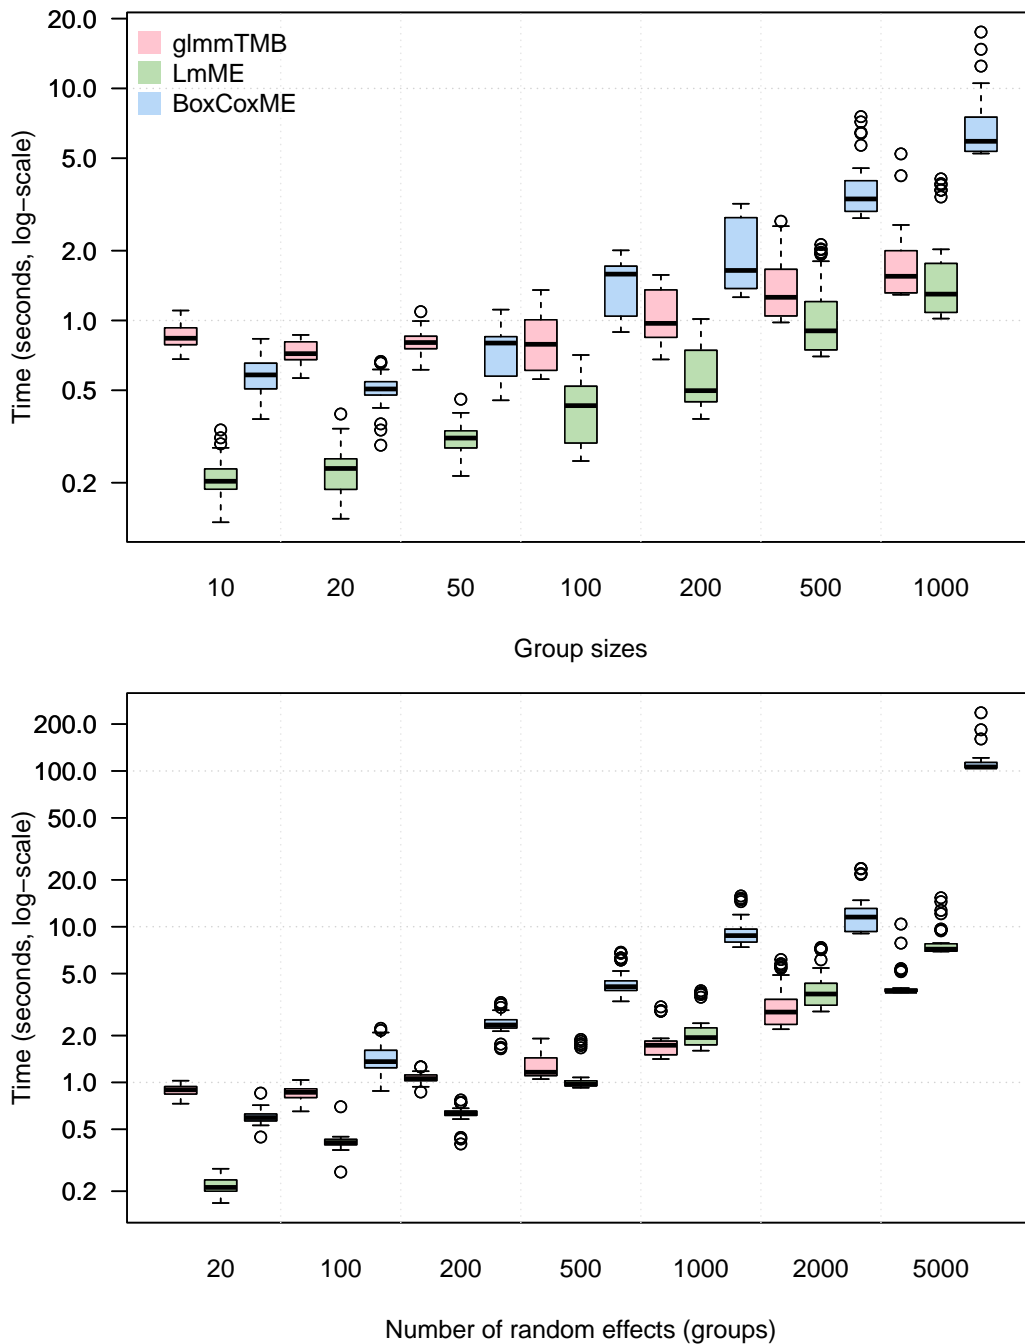 20.0
10.0
5.0
2.0
1.0
0.5
0.2
Time (seconds, log−scale)
glmmTMB
LmME
BoxCoxME
10 20 50 100 200 500 1000
Group sizes
200.0
100.0
50.0
20.0
10.0
5.0
2.0
1.0
0.5
0.2
Time (seconds, log−scale)
20 100 200 500 1000 2000 5000
Number of random effects (groups)